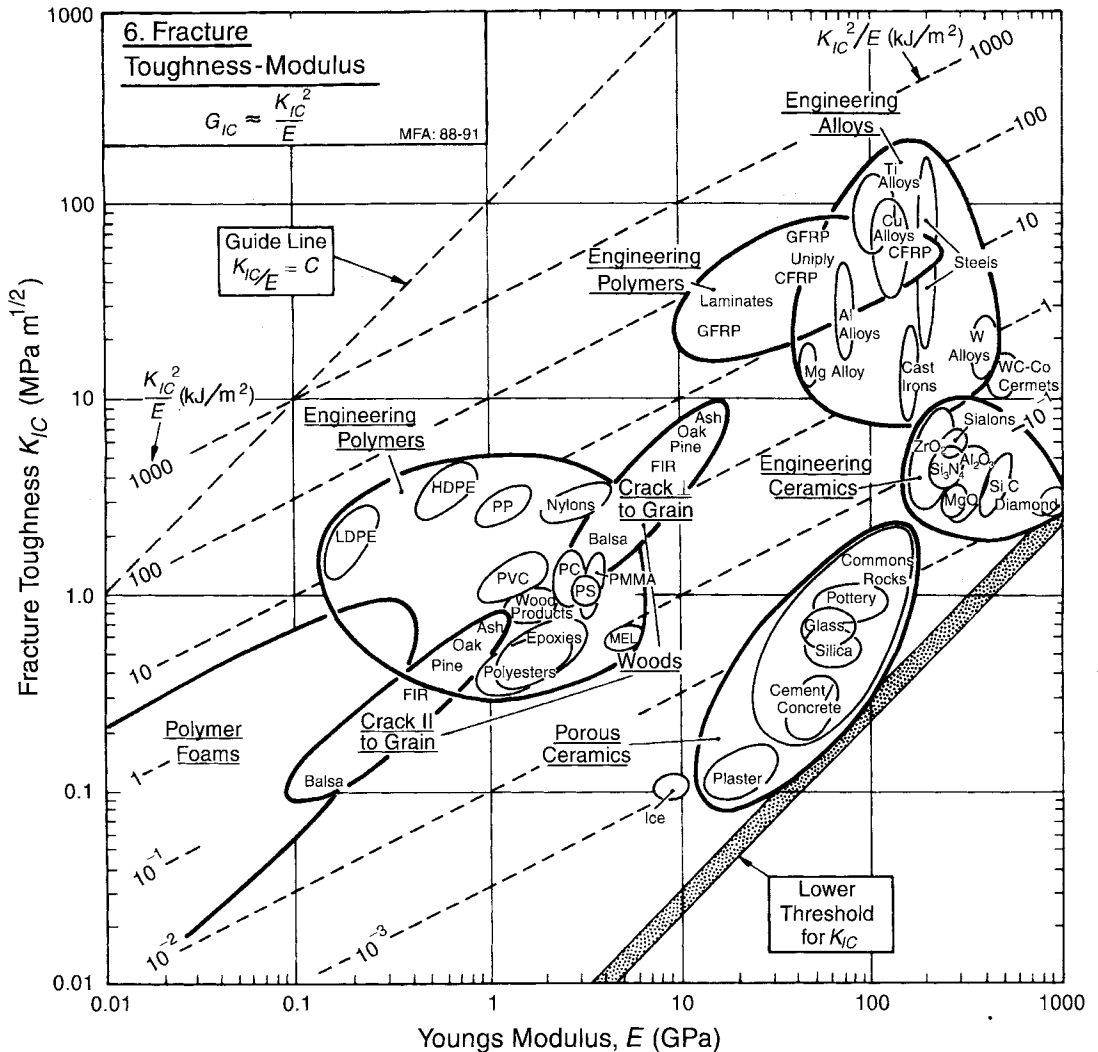 6. Fracture
Toughness-Modulus
G_IC ≈ K_IC²/E
MFA: 88-91
K_IC²/E (kJ/m²)
1000
100
10
1
10⁻¹
Engineering
Alloys
Ti
Alloys
Cu
Alloys
CFRP
Steels
GFRP
Uniply
CFRP
Laminates
GFRP
Engineering
Polymers
Al
Alloys
Mg Alloy
Cast
Irons
W
Alloys
WC-Co
Cermets
Guide Line
K_IC/E = C
K_IC²/E (kJ/m²)
1000
100
10
1
10⁻¹
10⁻²
10⁻³
Engineering
Polymers
HDPE
PP
Nylons
LDPE
PVC
PC
PS
PMMA
Wood
Products
Epoxies
Polyesters
MEL
Ash
Oak
Pine
FIR
Crack ⊥
to Grain
Balsa
Woods
Ash
Oak
Pine
FIR
Crack II
to Grain
Balsa
Polymer
Foams
Engineering
Ceramics
Sialons
ZrO₂
Si₃N₄
Al₂O₃
Si C
MgO
Diamond
Commons
Rocks
Pottery
Glass
Silica
Cement
Concrete
Porous
Ceramics
Plaster
Ice
Lower
Threshold
for K_IC
Fracture Toughness K_IC (MPa m^1/2)
1000
100
10
1.0
0.1
0.01
0.01
0.1
1
10
100
1000
Youngs Modulus, E (GPa)